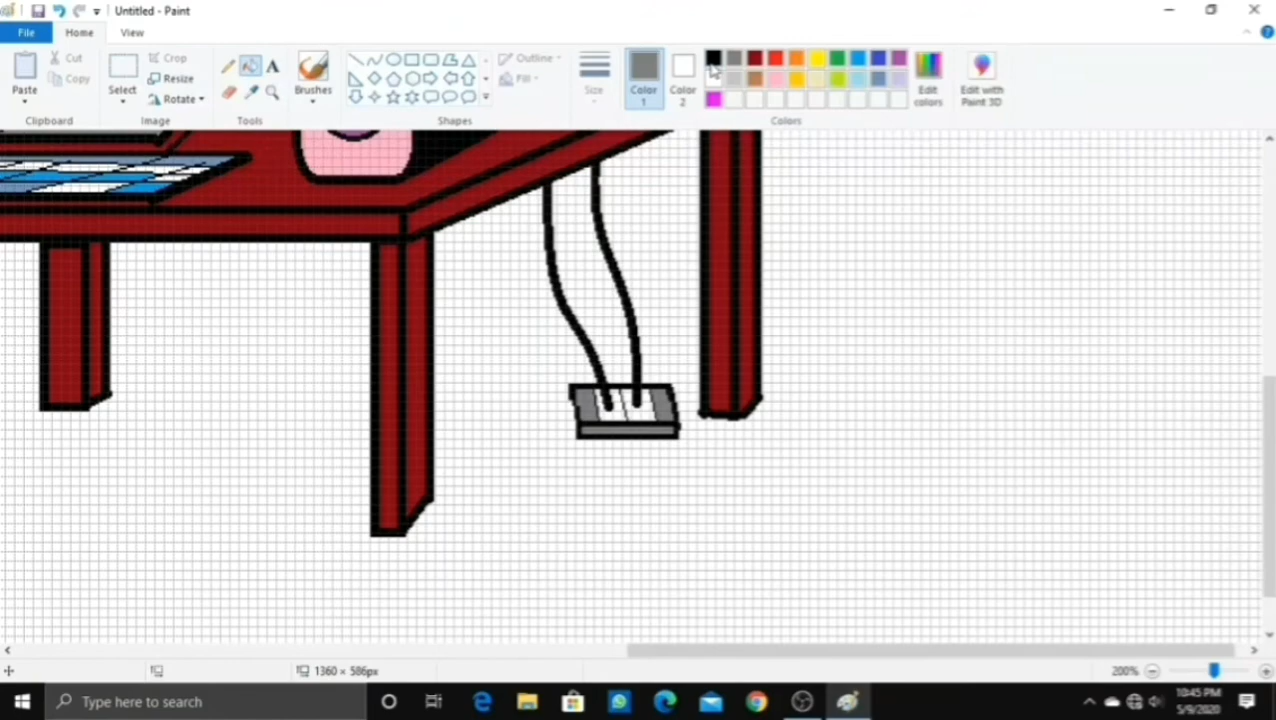 Untitled - Paint
File Home View
Paste
Cut
Copy
Clipboard
Select
Crop
Resize
Rotate
Image
A
Tools
Brushes
Shapes
Outline
Fill
Size
Color 1
Color 2
Edit colors
Edit with Paint 3D
Colors
1360 × 586px
200%
Type here to search
10:45 PM
5/9/2020